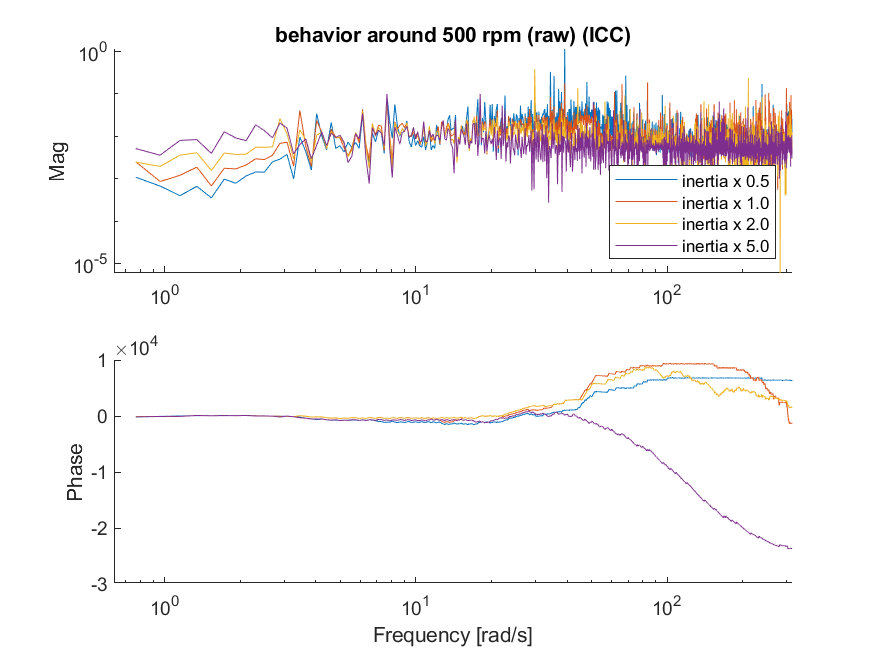 behavior around 500 rpm (raw) (ICC)
10^0
Mag
10^-5
inertia x 0.5
inertia x 1.0
inertia x 2.0
inertia x 5.0
10^0 10^1 10^2
×10^4
1
0
-1
-2
-3
Phase
10^0 10^1 10^2
Frequency [rad/s]